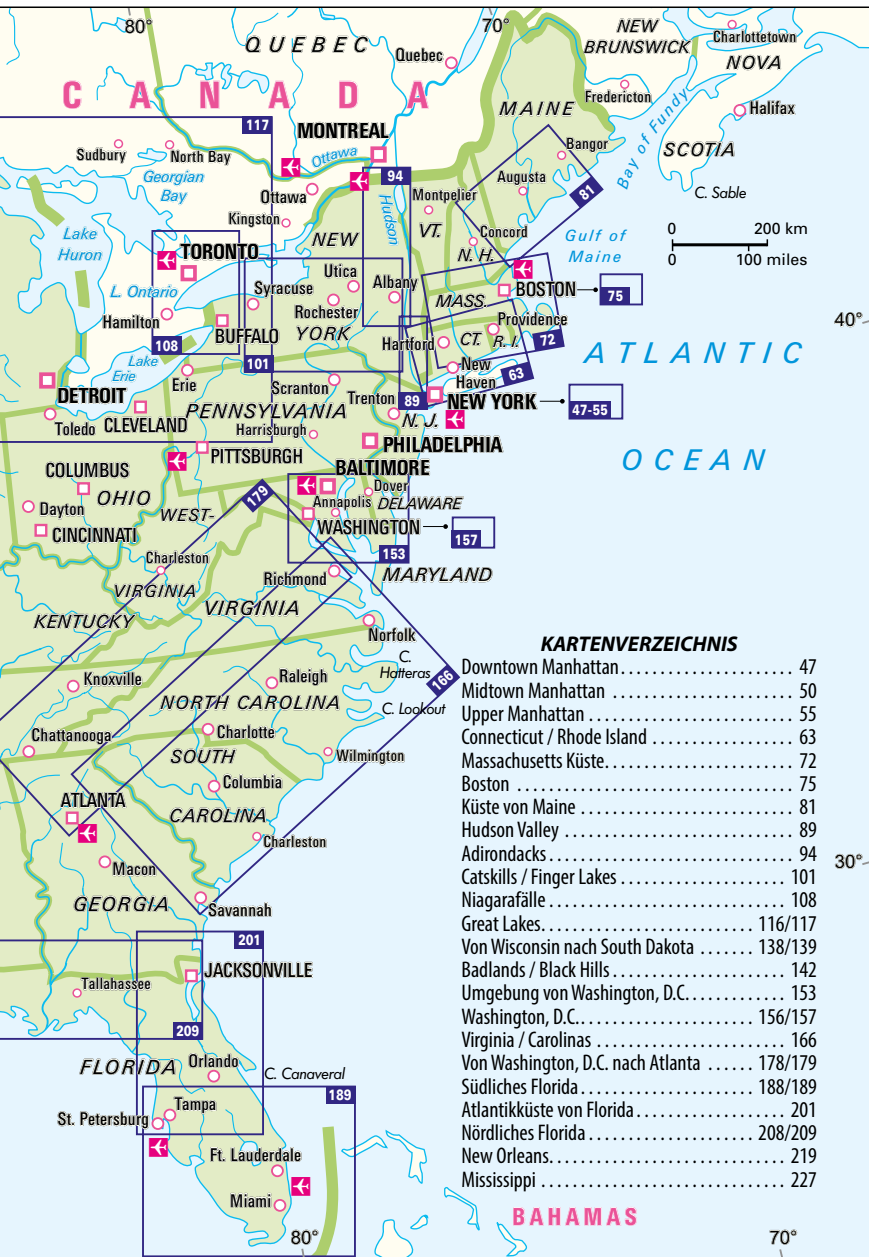 80°
70°
QUEBEC
Quebec
NEW
BRUNSWICK
Charlottetown
NOVA
CANADA
MAINE
Fredericton
Halifax
117
MONTREAL
Bangor
Bay of Fundy
SCOTIA
Sudbury
North Bay
Ottawa
94
Georgian
Bay
Augusta
81
C. Sable
Ottawa
Hudson
Montpelier
Kingston
VT.
Concord
Lake
Huron
NEW
Gulf of
Maine
0 200 km
0 100 miles
TORONTO
N. H.
Utica
Albany
L. Ontario
Syracuse
MASS.
BOSTON
75
Rochester
Hamilton
BUFFALO
YORK
Providence
40°
108
Hartford
CT.
R. I.
72
ATLANTIC
Lake
Erie
101
New
Haven
63
Erie
Scranton
DETROIT
Trenton
89
NEW YORK
47-55
PENNSYLVANIA
Toledo
CLEVELAND
N. J.
Harrisburgh
PHILADELPHIA
PITTSBURGH
OCEAN
COLUMBUS
BALTIMORE
OHIO
179
Dover
Dayton
Annapolis
DELAWARE
WEST-
WASHINGTON
157
CINCINNATI
153
Charleston
Richmond
MARYLAND
VIRGINIA
VIRGINIA
KENTUCKY
Norfolk
C.
Hatteras
Knoxville
Raleigh
166
NORTH CAROLINA
C. Lookout
Chattanooga
Charlotte
SOUTH
Wilmington
Columbia
ATLANTA
CAROLINA
Charleston
30°
Macon
GEORGIA
Savannah
201
JACKSONVILLE
Tallahassee
209
FLORIDA
Orlando
C. Canaveral
189
Tampa
St. Petersburg
Ft. Lauderdale
Miami
BAHAMAS
80°
70°
KARTENVERZEICHNIS
Downtown Manhattan............................ 47
Midtown Manhattan ............................. 50
Upper Manhattan ................................ 55
Connecticut / Rhode Island ..................... 63
Massachusetts Küste............................. 72
Boston ........................................... 75
Küste von Maine ................................. 81
Hudson Valley ................................... 89
Adirondacks...................................... 94
Catskills / Finger Lakes ......................... 101
Niagarafälle ..................................... 108
Great Lakes.................................. 116/117
Von Wisconsin nach South Dakota ....... 138/139
Badlands / Black Hills ........................... 142
Umgebung von Washington, D.C................ 153
Washington, D.C............................. 156/157
Virginia / Carolinas ............................. 166
Von Washington, D.C. nach Atlanta ...... 178/179
Südliches Florida............................ 188/189
Atlantikküste von Florida........................ 201
Nördliches Florida ........................... 208/209
New Orleans..................................... 219
Mississippi ...................................... 227